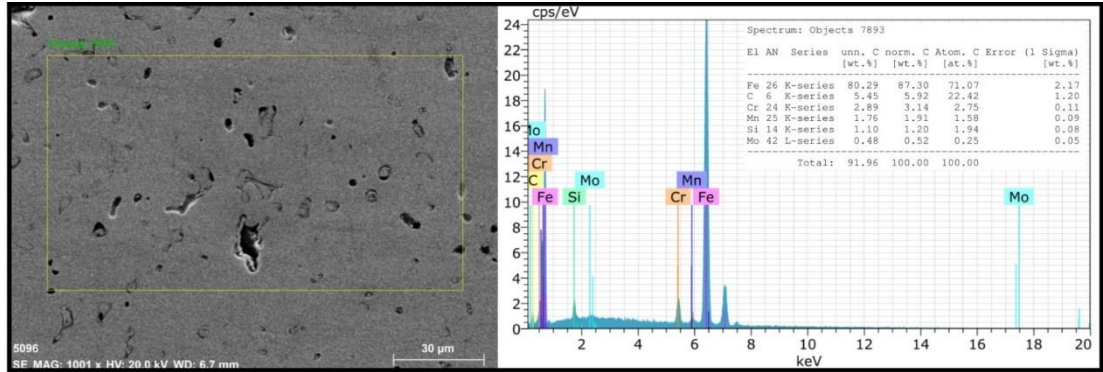 5096
SE MAG: 1001 x HV: 20.0 kV WD: 6.7 mm
30 µm
cps/eV
24
22
20
18
16
14
12
10
8
6
4
2
0
Mn
Cr
C
Fe
Si
Mo
Cr
Mn
Fe
Mo
2 4 6 8 10 12 14 16 18 20
keV
Spectrum: Objects 7893
El AN Series unn. C norm. C Atom. C Error (1 Sigma)
[wt.%] [wt.%] [at.%] [wt.%]
Fe 26 K-series 80.29 87.30 71.07 2.17
C 6 K-series 5.45 5.92 22.42 1.20
Cr 24 K-series 2.89 3.14 2.75 0.11
Mn 25 K-series 1.76 1.91 1.58 0.09
Si 14 K-series 1.10 1.20 1.94 0.08
Mo 42 L-series 0.48 0.52 0.25 0.05
Total: 91.96 100.00 100.00